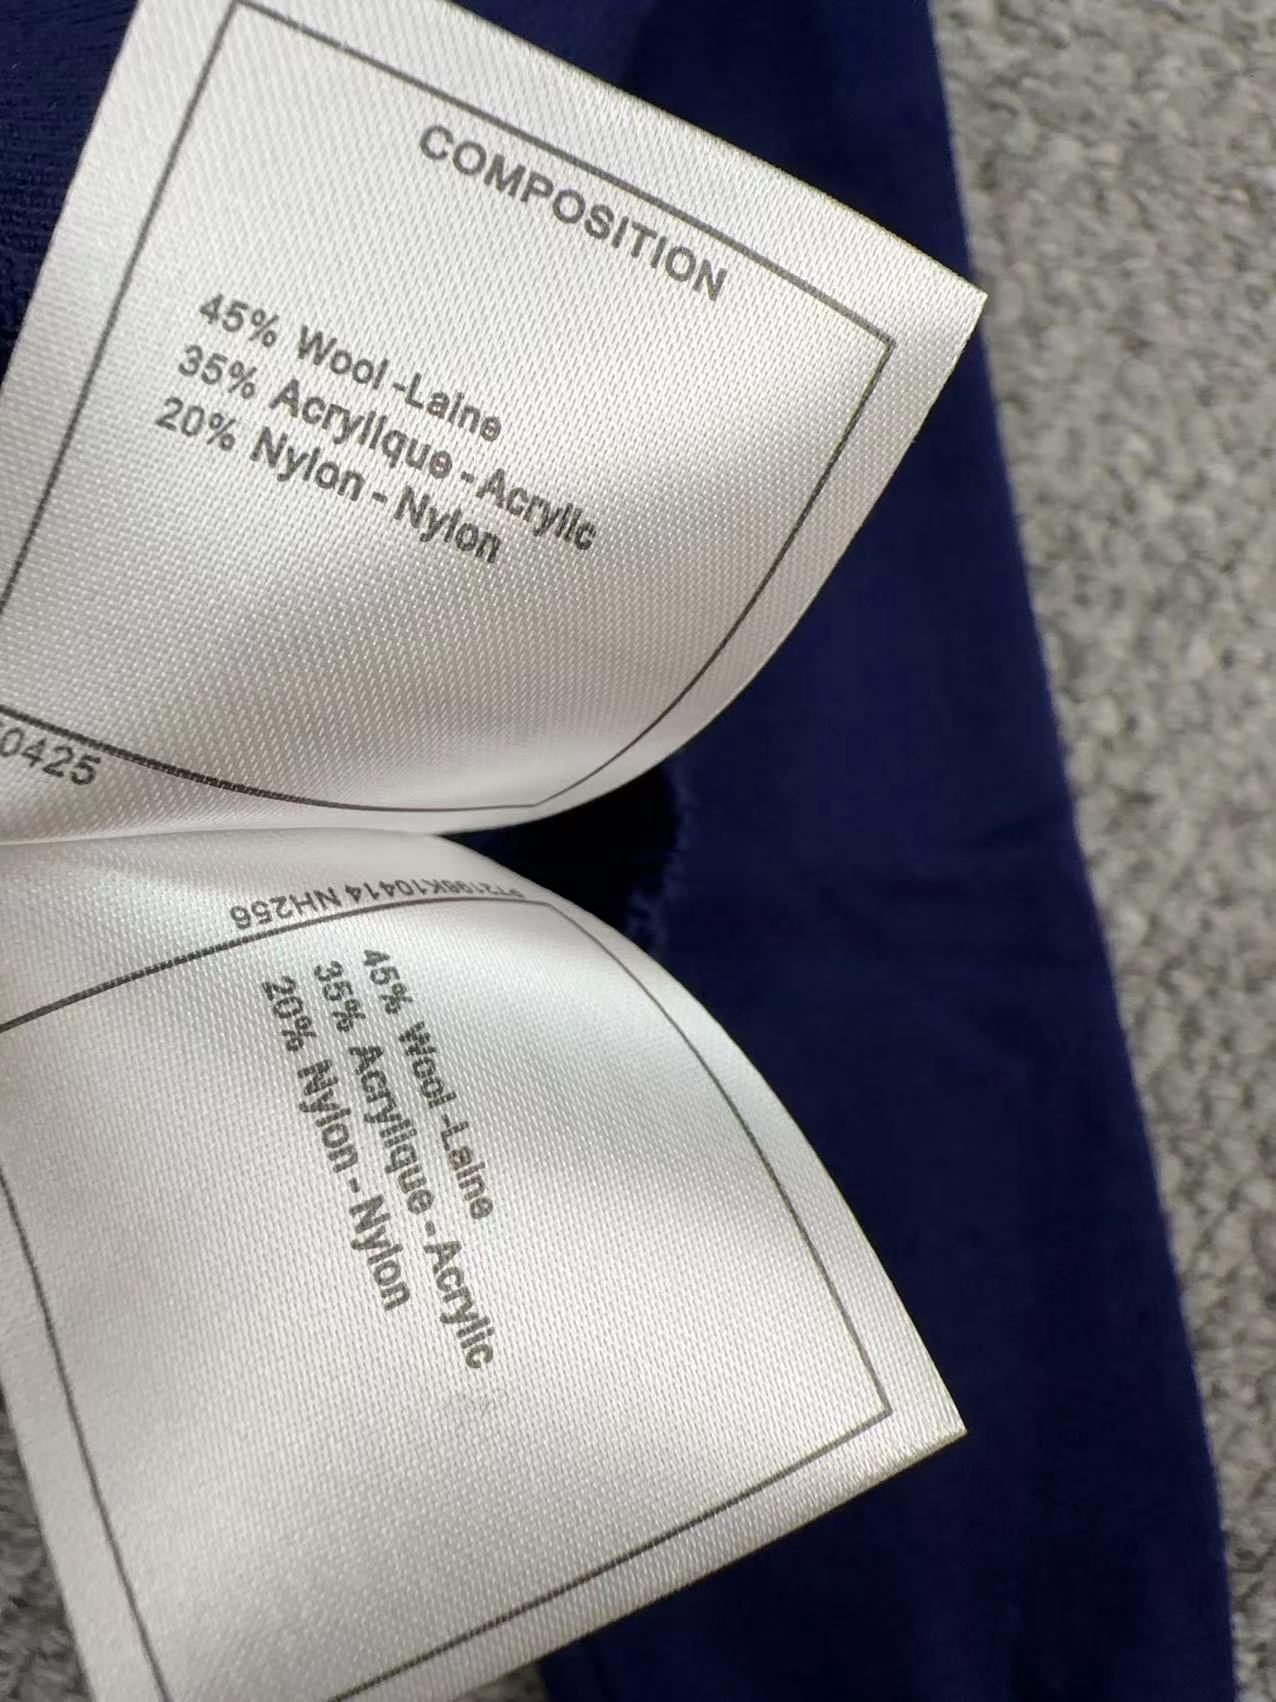 COMPOSITION
45% Wool -Laine
35% Acrylique - Acrylic
20% Nylon - Nylon
0425
P72198K10414 NH256
45% Wool -Laine
35% Acrylique - Acrylic
20% Nylon - Nylon